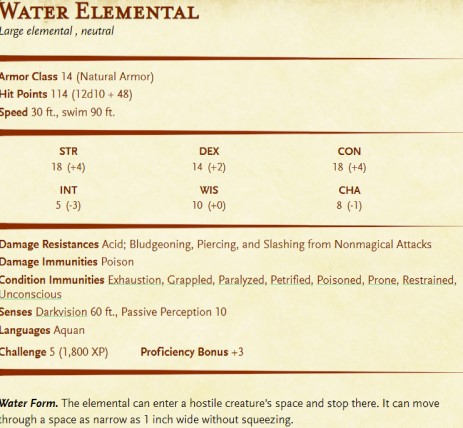 Water Elemental
Large elemental , neutral
Armor Class 14 (Natural Armor)
Hit Points 114 (12d10 + 48)
Speed 30 ft., swim 90 ft.
STR DEX CON
18 (+4) 14 (+2) 18 (+4)
INT WIS CHA
5 (-3) 10 (+0) 8 (-1)
Damage Resistances Acid; Bludgeoning, Piercing, and Slashing from Nonmagical Attacks
Damage Immunities Poison
Condition Immunities Exhaustion, Grappled, Paralyzed, Petrified, Poisoned, Prone, Restrained,
Unconscious
Senses Darkvision 60 ft., Passive Perception 10
Languages Aquan
Challenge 5 (1,800 XP) Proficiency Bonus +3
Water Form. The elemental can enter a hostile creature's space and stop there. It can move
through a space as narrow as 1 inch wide without squeezing.